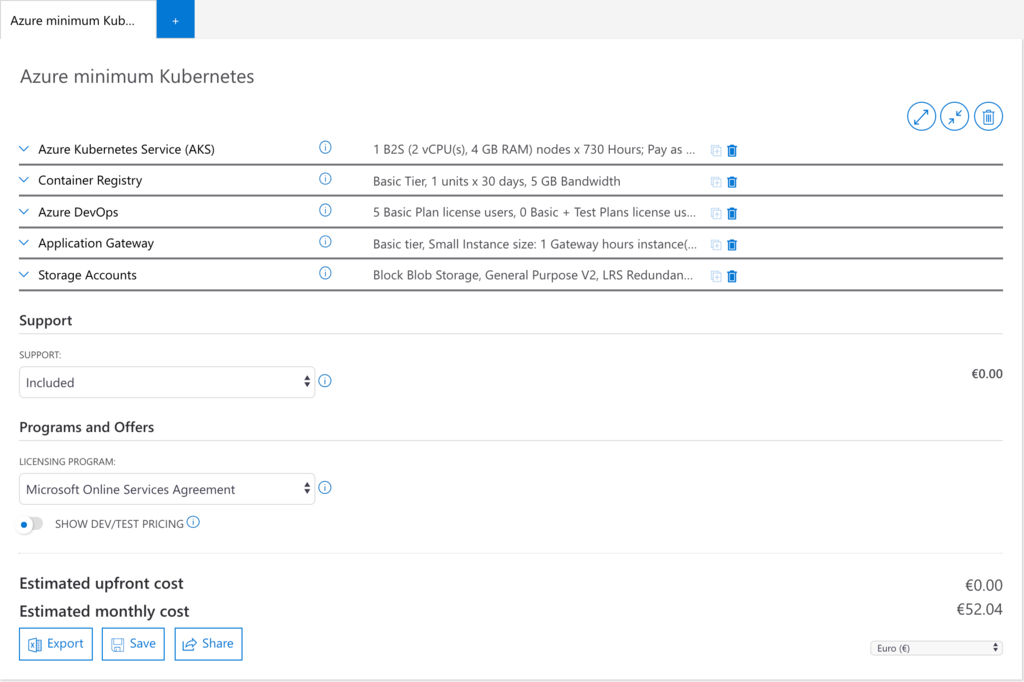 Azure minimum Kub...
+
Azure minimum Kubernetes
Azure Kubernetes Service (AKS) 1 B2S (2 vCPU(s), 4 GB RAM) nodes x 730 Hours; Pay as ...
Container Registry Basic Tier, 1 units x 30 days, 5 GB Bandwidth
Azure DevOps 5 Basic Plan license users, 0 Basic + Test Plans license us...
Application Gateway Basic tier, Small Instance size: 1 Gateway hours instance(...
Storage Accounts Block Blob Storage, General Purpose V2, LRS Redundan...
Support
SUPPORT:
Included €0.00
Programs and Offers
LICENSING PROGRAM:
Microsoft Online Services Agreement
SHOW DEV/TEST PRICING
Estimated upfront cost €0.00
Estimated monthly cost €52.04
Export Save Share Euro (€)